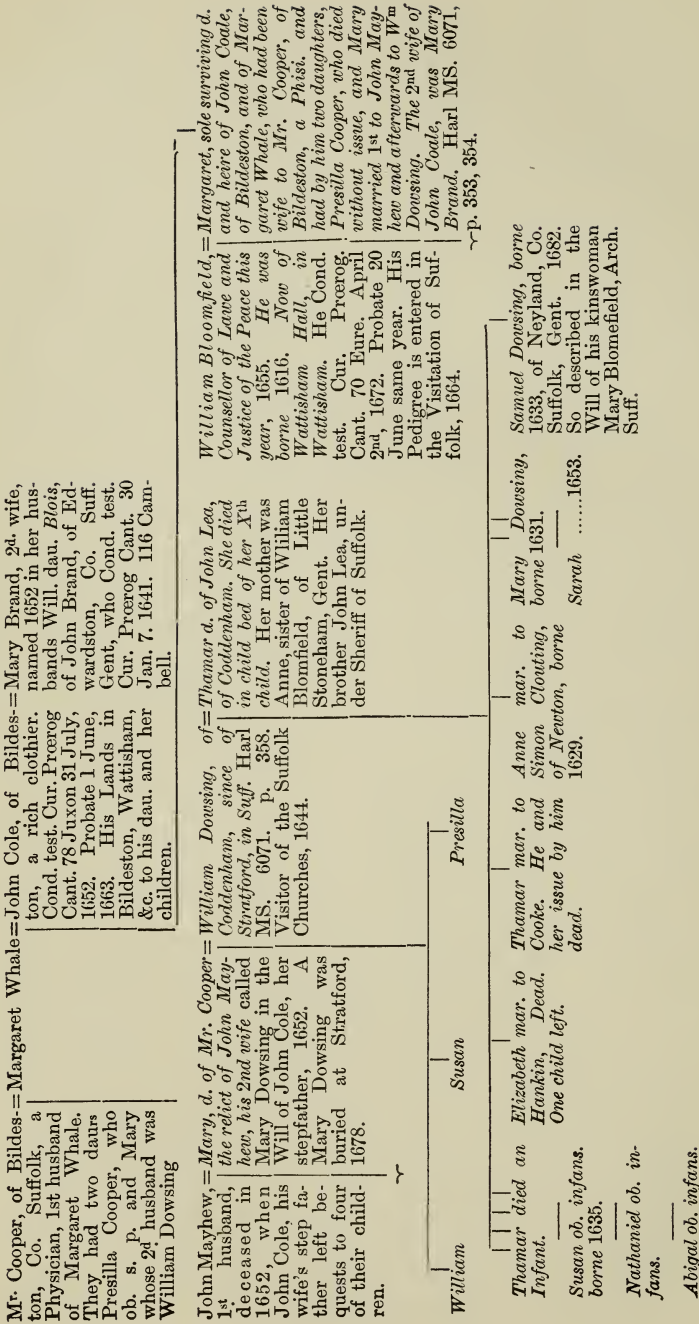 Mr. Cooper, of Bildes-=Margaret Whale=John Cole, of Bildes-=Mary Brand, 2d. wife,
ton, Co. Suffolk, a
Physician, 1st husband
of Margaret Whale.
They had two daurs
Presilla Cooper, who
ob. s. p. and Mary
whose 2d husband was
William Dowsing
ton, a rich clothier.
Cond. test. Cur. Prœrog
Cant. 78 Juxon 31 July,
1652. Probate 1 June,
1663. His Lands in
Bildeston, Wattisham,
&c. to his dau. and her
children.
named 1652 in her hus-
bands Will. dau. Blois,
of John Brand, of Ed-
wardston, Co. Suff.
Gent, who Cond. test.
Cur. Prœrog Cant. 30
Jan. 7. 1641. 116 Cam-
bell.
John Mayhew,=Mary, d. of Mr. Cooper=William Dowsing, of=Thamar d. of John Lea,
1st husband,
deceased in
1652, when
John Cole, his
wife's step fa-
ther left be-
quests to four
of their child-
ren.
the relict of John May-
hew, his 2nd wife called
Mary Dowsing in the
Will of John Cole, her
stepfather, 1652. A
Mary Dowsing was
buried at Stratford,
1678.
Coddenham, since of
Stratford, in Suff. Harl
MS. 6071. p. 358.
Visitor of the Suffolk
Churches, 1644.
of Coddenham. She died
in child bed of her Xth
child. Her mother was
Anne, sister of William
Blomfield, of Little
Stoneham, Gent. Her
brother John Lea, un-
der Sheriff of Suffolk.
William Bloomfield,=Margaret, sole surviving d.
Counsellor of Lawe and
Justice of the Peace this
year, 1655. He was
borne 1616. Now of
Wattisham Hall, in
Wattisham. He Cond.
test. Cur. Prœrog.
Cant. 70 Eure. April
2nd, 1672. Probate 20
June same year. His
Pedigree is entered in
the Visitation of Suf-
folk, 1664.
and heire of John Coale,
of Bildeston, and of Mar-
garet Whale, who had been
wife to Mr. Cooper, of
Bildeston, a Phisi. and
had by him two daughters,
Presilla Cooper, who died
without issue, and Mary
married 1st to John May-
hew and afterwards to Wm
Dowsing. The 2nd wife of
John Coale, was Mary
Brand. Harl MS. 6071,
p. 353, 354.
William
Susan
Presilla
Thamar died an
Infant.
Susan ob. infans.
borne 1635.
Nathaniel ob. in-
fans.
Abigal ob. infans.
Elizabeth mar. to
Hankin, Dead.
One child left.
Thamar mar. to
Cooke. He and
her issue by him
dead.
Anne mar. to
Simon Clouting,
of Newton, borne
1629.
Mary Dowsing,
borne 1631.
Sarah ......1653.
Samuel Dowsing, borne
1633, of Neyland, Co.
Suffolk, Gent. 1682.
So described in the
Will of his kinswoman
Mary Blomefield, Arch.
Suff.